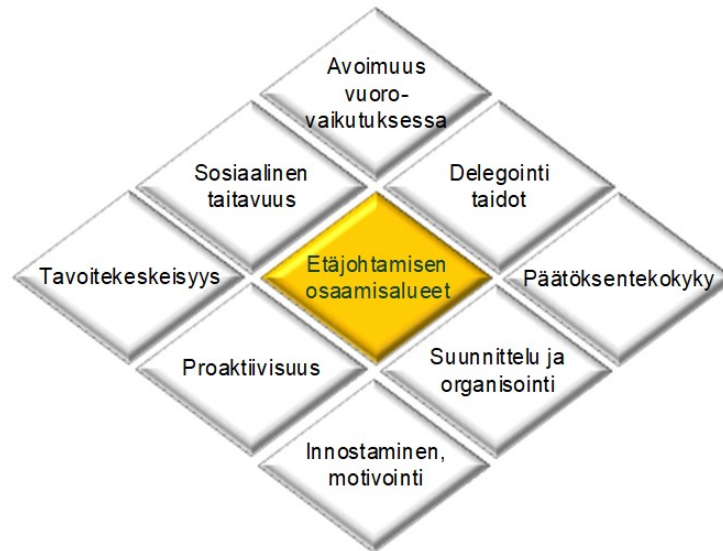 Avoimuus
vuoro-
vaikutuksessa
Sosiaalinen
taitavuus
Delegointi
taidot
Tavoitekeskeisyys
Etäjohtamisen
osaamisalueet
Päätöksentekokyky
Proaktiivisuus
Suunnittelu ja
organisointi
Innostaminen,
motivointi